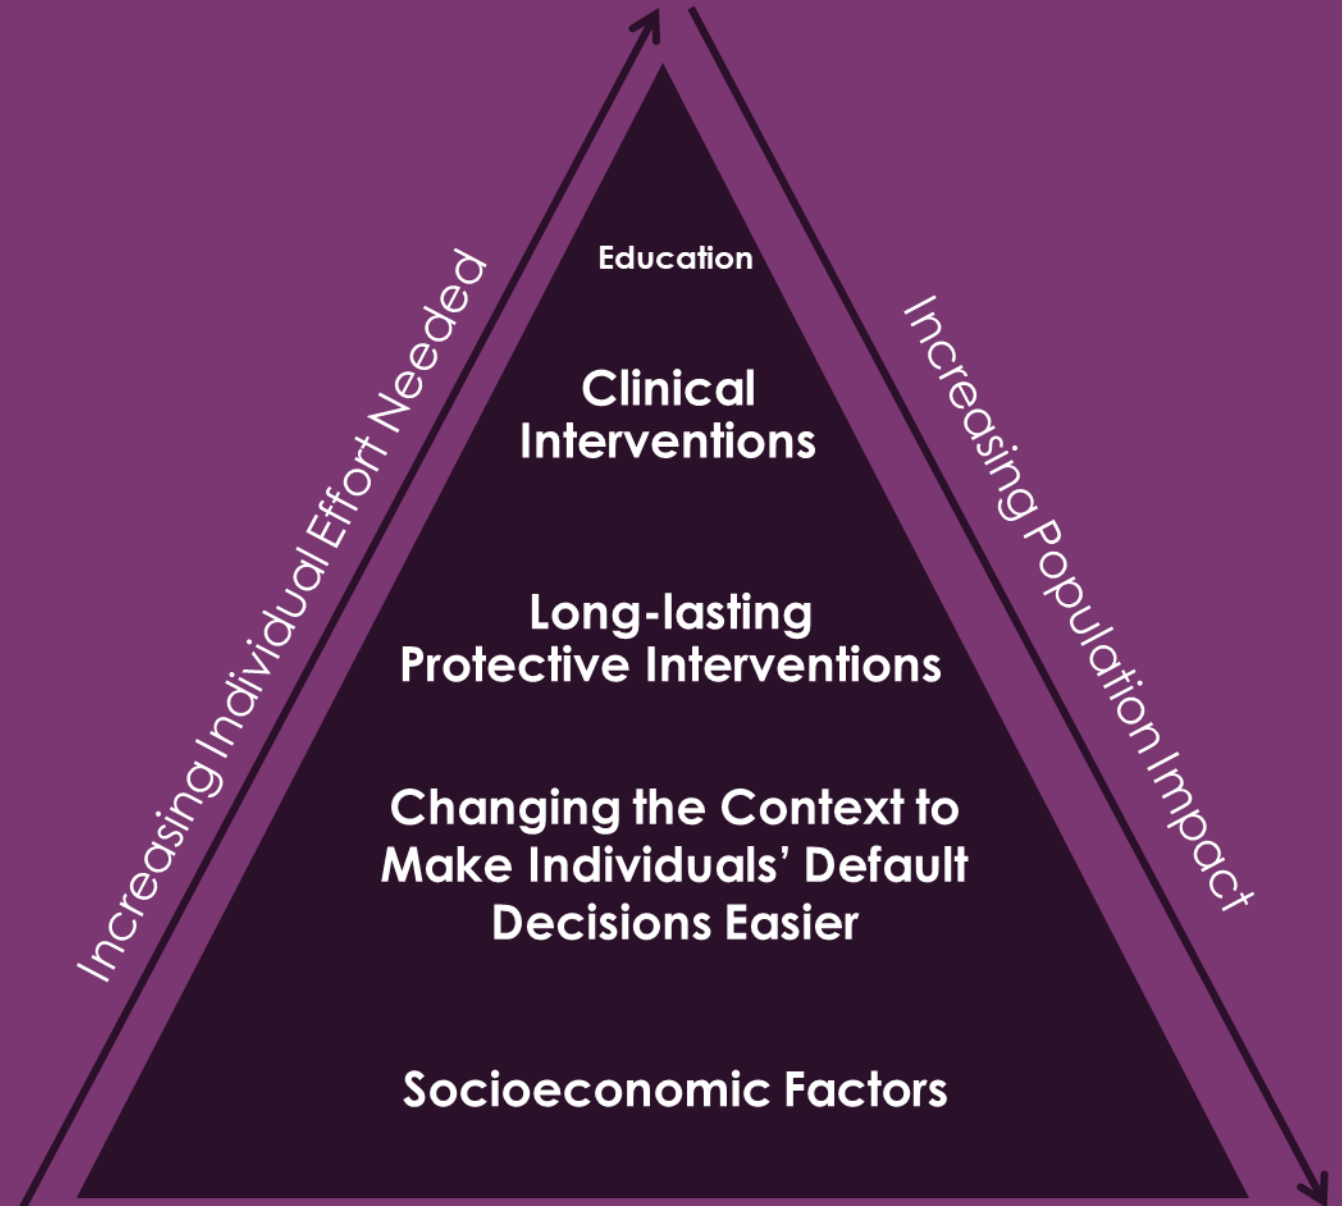 Increasing Individual Effort Needed
Increasing Population Impact
Education
Clinical
Interventions
Long-lasting
Protective Interventions
Changing the Context to
Make Individuals’ Default
Decisions Easier
Socioeconomic Factors